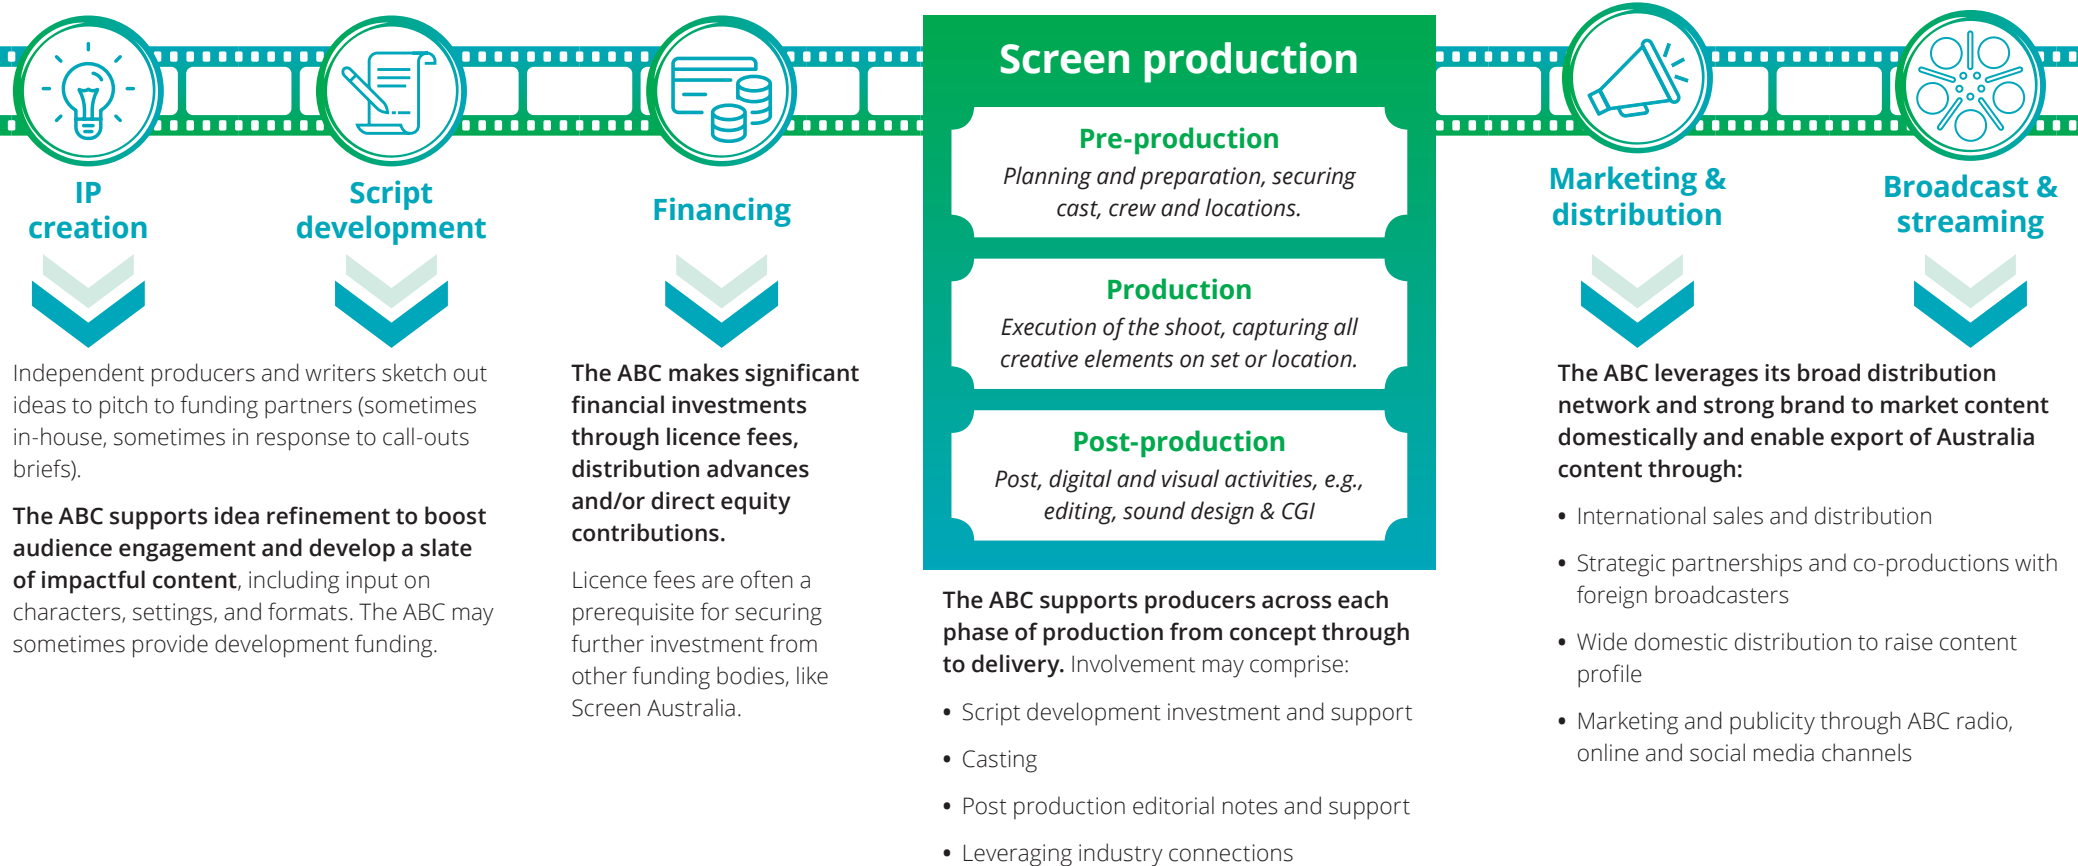 IP
creation
Script
development
Independent producers and writers sketch out
ideas to pitch to funding partners (sometimes
in-house, sometimes in response to call-outs
briefs).
The ABC supports idea refinement to boost
audience engagement and develop a slate
of impactful content, including input on
characters, settings, and formats. The ABC may
sometimes provide development funding.
Financing
The ABC makes significant
financial investments
through licence fees,
distribution advances
and/or direct equity
contributions.
Licence fees are often a
prerequisite for securing
further investment from
other funding bodies, like
Screen Australia.
Screen production
Pre-production
Planning and preparation, securing
cast, crew and locations.
Production
Execution of the shoot, capturing all
creative elements on set or location.
Post-production
Post, digital and visual activities, e.g.,
editing, sound design & CGI
The ABC supports producers across each
phase of production from concept through
to delivery. Involvement may comprise:
• Script development investment and support
• Casting
• Post production editorial notes and support
• Leveraging industry connections
Marketing &
distribution
Broadcast &
streaming
The ABC leverages its broad distribution
network and strong brand to market content
domestically and enable export of Australia
content through:
• International sales and distribution
• Strategic partnerships and co-productions with
foreign broadcasters
• Wide domestic distribution to raise content
profile
• Marketing and publicity through ABC radio,
online and social media channels